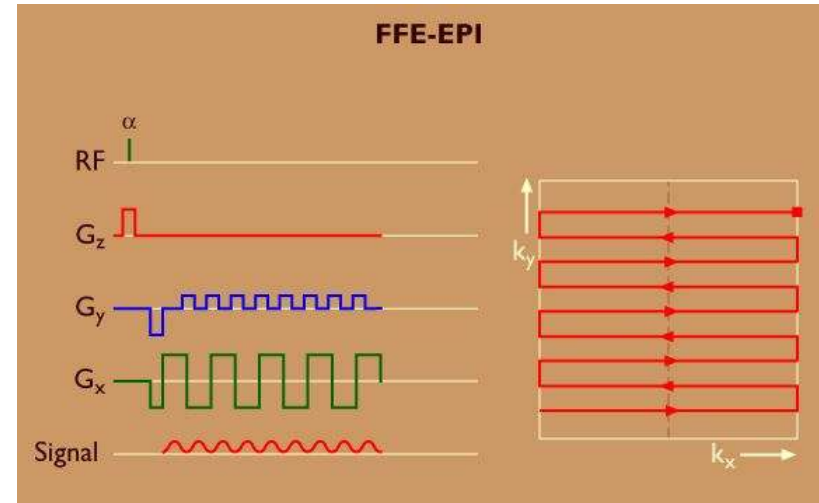 FFE-EPI
α
RF
Gz
Gy
Gx
Signal
ky
kx